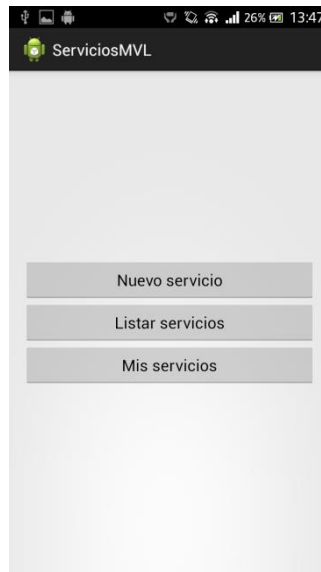 26% 13:47
ServiciosMVL
Nuevo servicio
Listar servicios
Mis servicios